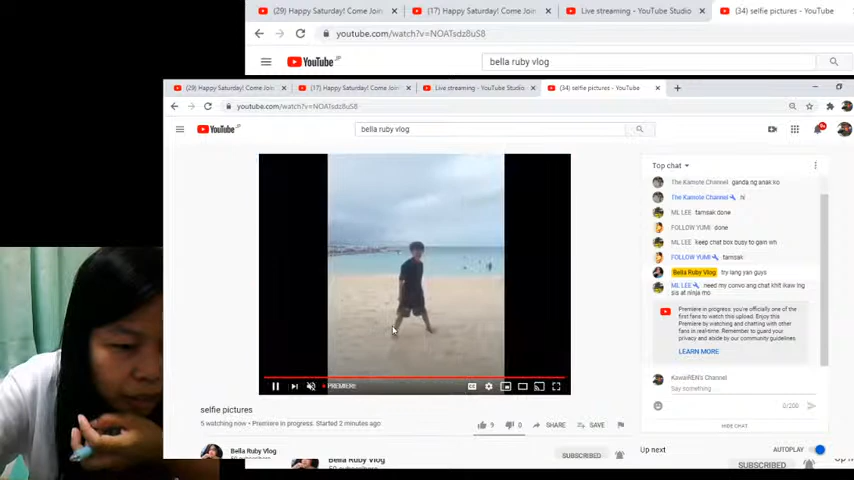 (29) Happy Saturday! Come Join
(17) Happy Saturday! Come Join
Live streaming - YouTube Studio
(34) selfie pictures - YouTube
youtube.com/watch?v=NOATsdz8uS8
YouTube JP
bella ruby vlog
(29) Happy Saturday! Come Join
(17) Happy Saturday! Come Join
Live streaming - YouTube Studio
(34) selfie pictures - YouTube
youtube.com/watch?v=NOATsdz8uS8
YouTube JP
bella ruby vlog
Top chat
The Kamote Channel ganda ng anak ko
The Kamote Channel hi
ML LEE tamsak done
FOLLOW YUMI done
ML LEE keep chat box busy to gain wh
FOLLOW YUMI tamsak
Bella Ruby Vlog try lang yan guys
ML LEE need my convo ang chat khit ikaw lng
sis at ninja mo
Premiere in progress: you're officially one of the
first fans to watch this upload. Enjoy this
Premiere by watching and chatting with other
fans in real-time. Remember to guard your
privacy and abide by our community guidelines.
LEARN MORE
KawaiiREN's Channel
Say something...
0/200
HIDE CHAT
PREMIERE
selfie pictures
5 watching now • Premiere in progress. Started 2 minutes ago
9
0
SHARE
SAVE
Up next
AUTOPLAY
Bella Ruby Vlog
SUBSCRIBED
Bella Ruby Vlog
SUBSCRIBED